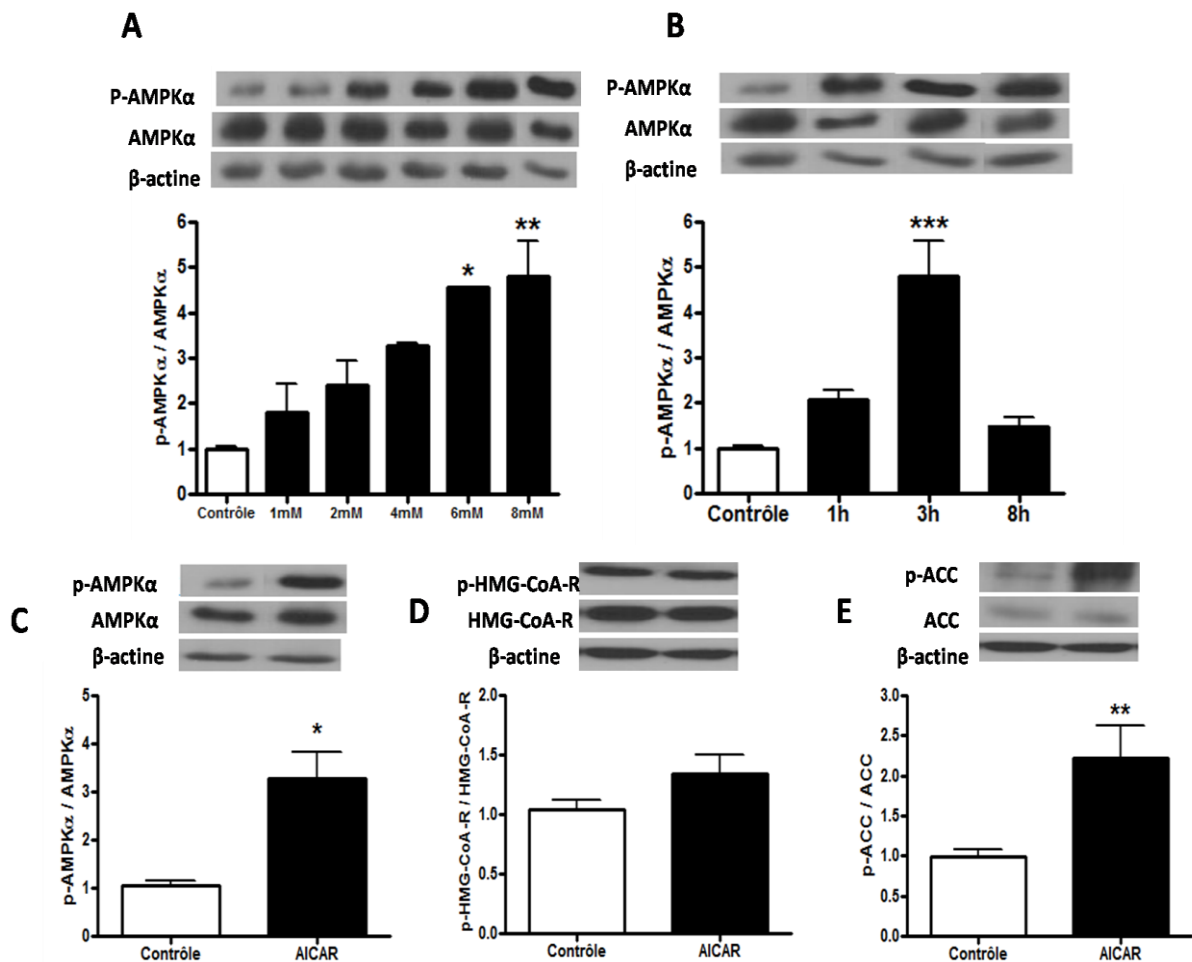 A
P-AMPKα
AMPKα
β-actine
p-AMPKα / AMPKα
6
5
4
3
2
1
0
*
**
Contrôle 1mM 2mM 4mM 6mM 8mM
B
P-AMPKα
AMPKα
β-actine
p-AMPKα / AMPKα
6
5
4
3
2
1
0
***
Contrôle 1h 3h 8h
C
p-AMPKα
AMPKα
β-actine
p-AMPKα / AMPKα
5
4
3
2
1
0
*
Contrôle AICAR
D
p-HMG-CoA-R
HMG-CoA-R
β-actine
p-HMG-CoA-R / HMG-CoA-R
2.0
1.5
1.0
0.5
0.0
Contrôle AICAR
E
p-ACC
ACC
β-actine
p-ACC / ACC
3.0
2.5
2.0
1.5
1.0
0.5
0.0
**
Contrôle AICAR